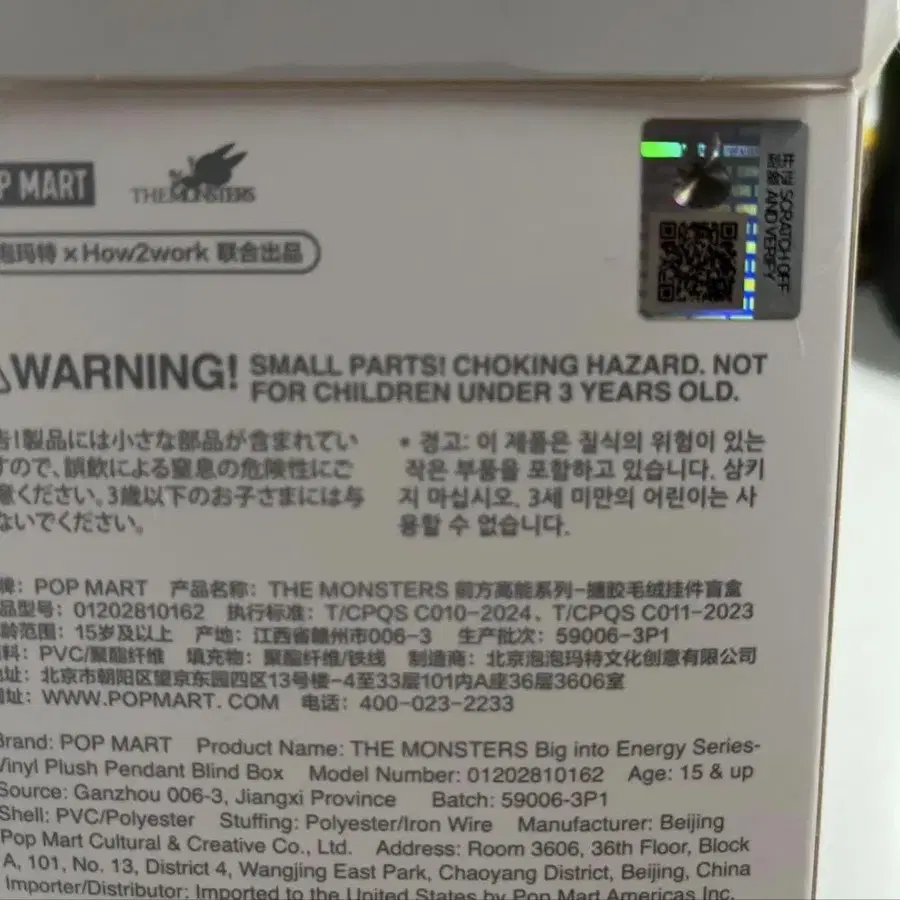 P MART
THE MONSTERS
玛特 × How2work 联合出品
SCRATCH OFF
AND VERIFY
WARNING! SMALL PARTS! CHOKING HAZARD. NOT
FOR CHILDREN UNDER 3 YEARS OLD.
告!製品には小さな部品が含まれてい
すので、誤飲による窒息の危険性にご
意ください。3歳以下のお子さまには与
ないでください。
• 경고: 이 제품은 질식의 위험이 있는
작은 부품을 포함하고 있습니다. 삼키
지 마십시오. 3세 미만의 어린이는 사
용할 수 없습니다.
牌: POP MART 产品名称: THE MONSTERS 前方高能系列-搪胶毛绒挂件盲盒
品型号: 01202810162 执行标准: T/CPQS C010-2024、T/CPQS C011-2023
龄范围: 15岁及以上 产地: 江西省赣州市006-3 生产批次: 59006-3P1
料: PVC/聚酯纤维 填充物: 聚酯纤维/铁线 制造商: 北京泡泡玛特文化创意有限公司
址: 北京市朝阳区望京东园四区13号楼-4至33层101内A座36层3606室
址: WWW.POPMART.COM 电话: 400-023-2233
Brand: POP MART Product Name: THE MONSTERS Big into Energy Series-
Vinyl Plush Pendant Blind Box Model Number: 01202810162 Age: 15 & up
Source: Ganzhou 006-3, Jiangxi Province Batch: 59006-3P1
Shell: PVC/Polyester Stuffing: Polyester/Iron Wire Manufacturer: Beijing
Pop Mart Cultural & Creative Co., Ltd. Address: Room 3606, 36th Floor, Block
A, 101, No. 13, District 4, Wangjing East Park, Chaoyang District, Beijing, China
Importer/Distributor: Imported to the United States by Pop Mart Americas Inc.